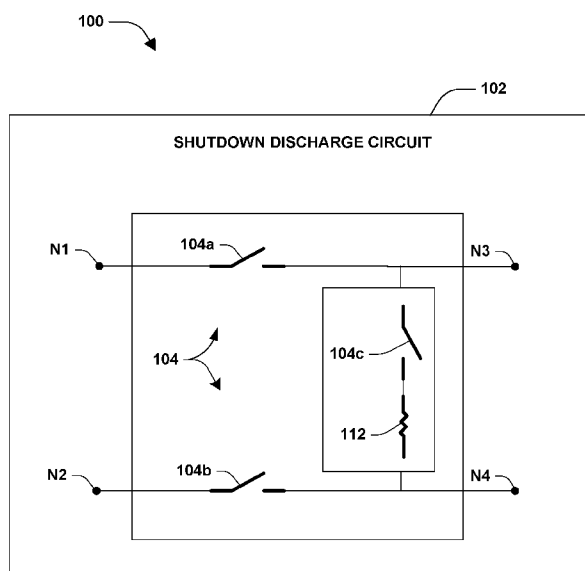 100
102
SHUTDOWN DISCHARGE CIRCUIT
N1
104a
N3
104
104c
112
N2
104b
N4